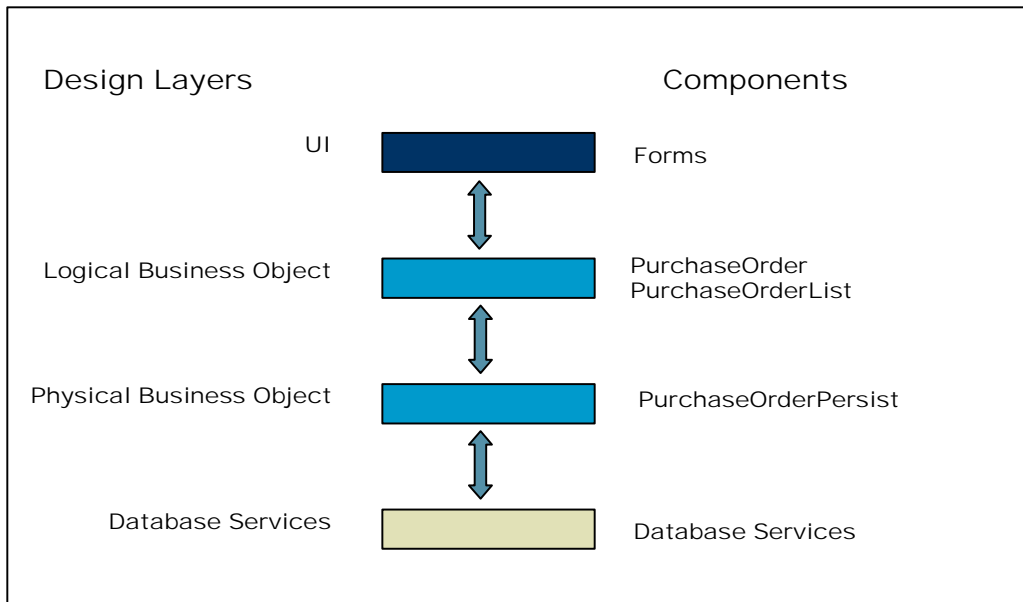 Design Layers
Components
UI
Forms
Logical Business Object
PurchaseOrder
PurchaseOrderList
Physical Business Object
PurchaseOrderPersist
Database Services
Database Services